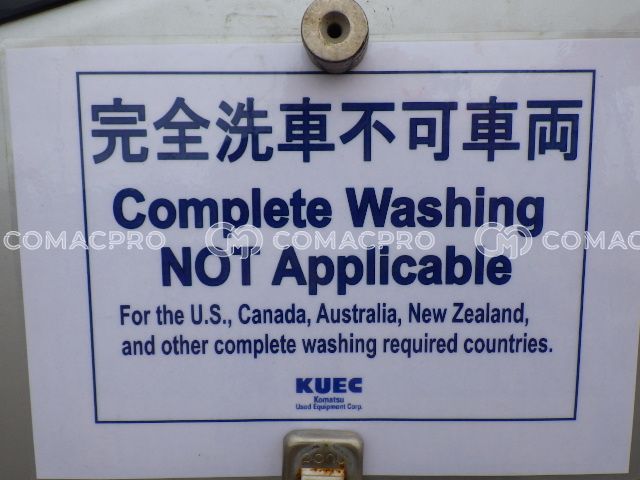 完全洗車不可車両
Complete Washing
NOT Applicable
COMACPRO COMACPRO COMACPRO
For the U.S., Canada, Australia, New Zealand,
and other complete washing required countries.
KUEC
Komatsu
Used Equipment Corp.